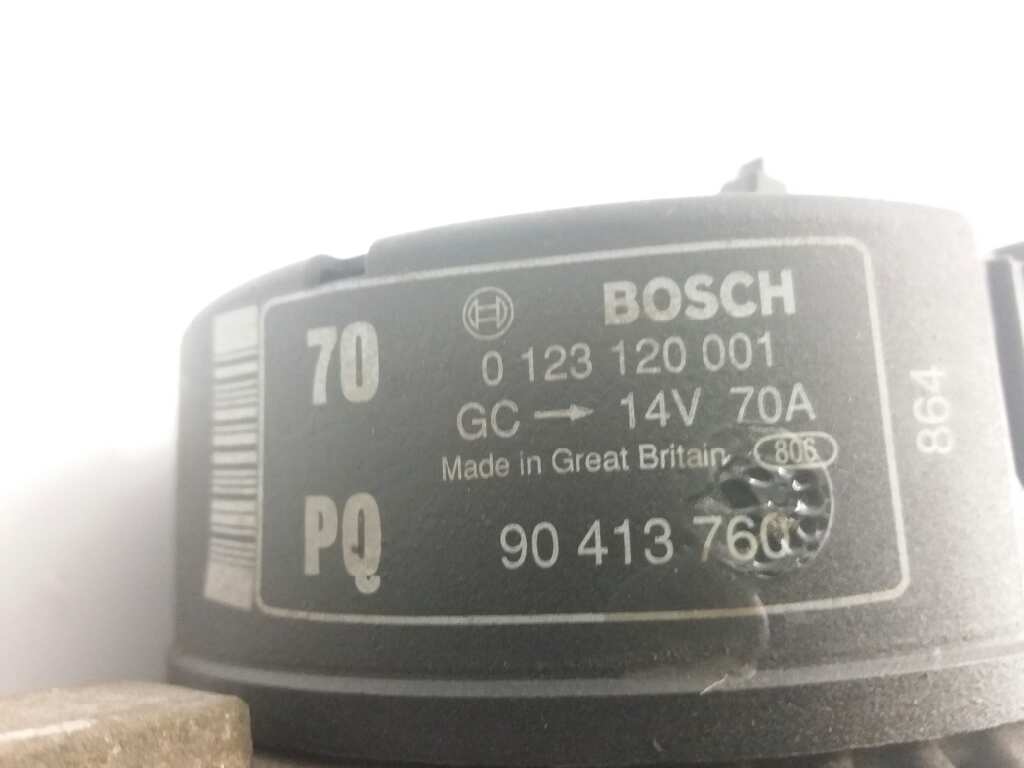 70
BOSCH
0 123 120 001
GC → 14V 70A
Made in Great Britain 806
PQ
90 413 760
864